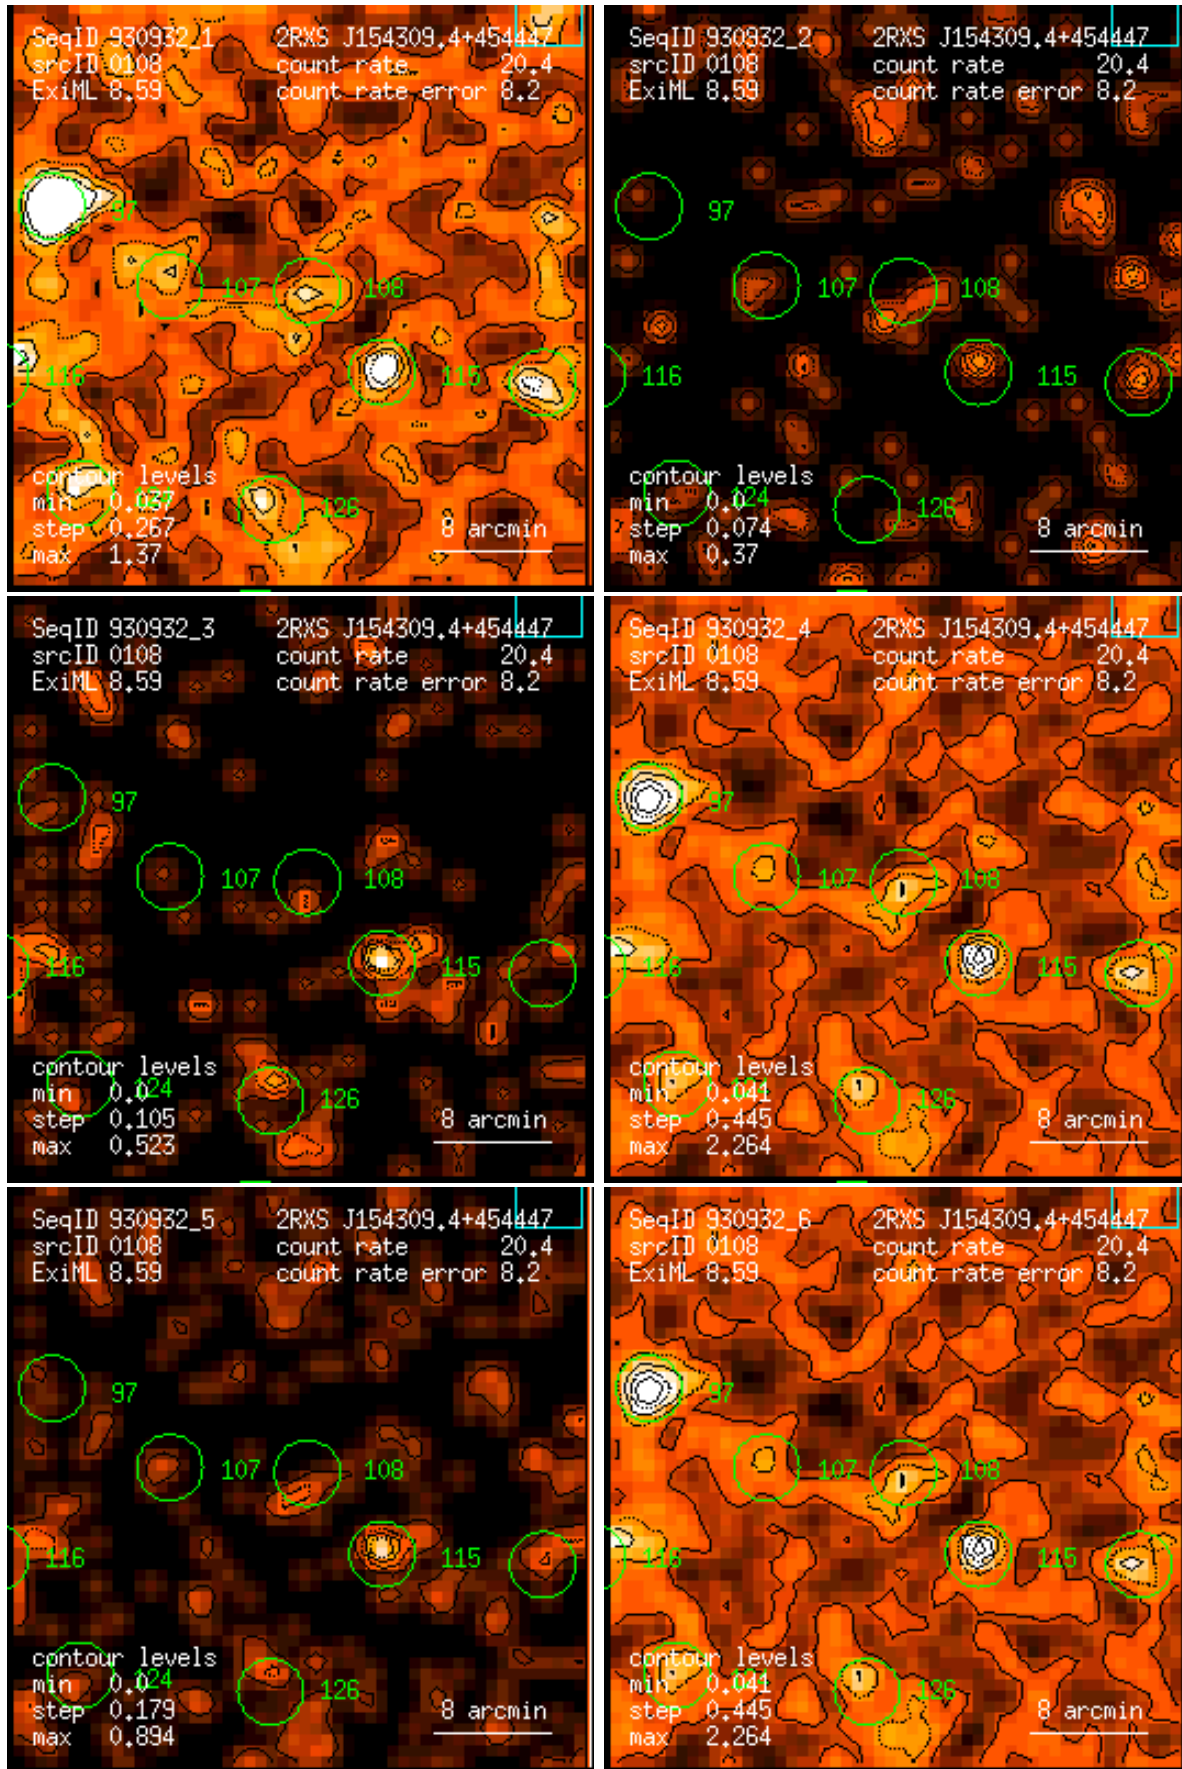 SeqID 930932_1 2RXS J154309.4+454447
srcID 0108 count rate 20.4
ExiML 8.59 count rate error 8.2
97
107 108
116 115
contour levels
min 0.037
126
step 0.267 8 arcmin
max 1.37
SeqID 930932_2 2RXS J154309.4+454447
srcID 0108 count rate 20.4
ExiML 8.59 count rate error 8.2
97
107 108
116 115
contour levels
min 0.0 124
126
step 0.074 8 arcmin
max 0.37
SeqID 930932_3 2RXS J154309.4+454447
srcID 0108 count rate 20.4
ExiML 8.59 count rate error 8.2
97
107 108
116 115
contour levels
min 0.0 124
126
step 0.105 8 arcmin
max 0.523
SeqID 930932_4 2RXS J154309.4+454447
srcID 0108 count rate 20.4
ExiML 8.59 count rate error 8.2
97
107 108
116 115
contour levels
min 0.041
126
step 0.445 8 arcmin
max 2.264
SeqID 930932_5 2RXS J154309.4+454447
srcID 0108 count rate 20.4
ExiML 8.59 count rate error 8.2
97
107 108
116 115
contour levels
min 0.0 124
126
step 0.179 8 arcmin
max 0.894
SeqID 930932_6 2RXS J154309.4+454447
srcID 0108 count rate 20.4
ExiML 8.59 count rate error 8.2
97
107 108
116 115
contour levels
min 0.041
126
step 0.445 8 arcmin
max 2.264